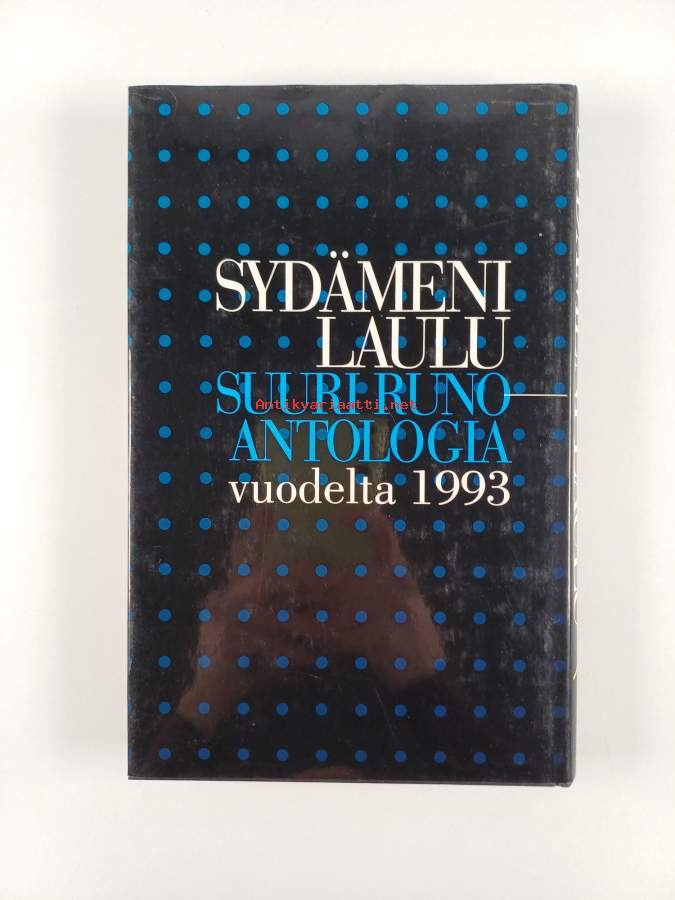 SYDÄMENI
LAULU
SUURI RUNO—
Antikvariaatti.net
ANTOLOGIA
vuodelta 1993